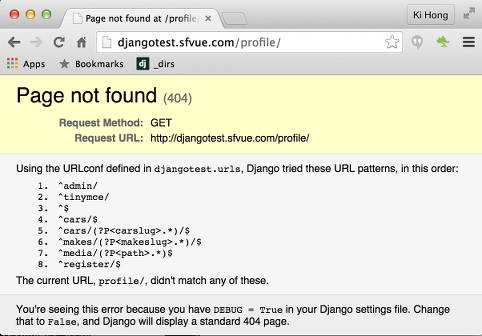 Page not found at /profile/
Ki Hong
djangotest.sfvue.com/profile/
Apps Bookmarks dj _dirs
Page not found (404)
Request Method: GET
Request URL: http://djangotest.sfvue.com/profile/
Using the URLconf defined in djangotest.urls, Django tried these URL patterns, in this order:
1. ^admin/
2. ^tinymce/
3. ^$
4. ^cars/$
5. ^cars/(?P<carslug>.*)/$
6. ^makes/(?P<makeslug>.*)/$
7. ^media/(?P<path>.*)$
8. ^register/$
The current URL, profile/, didn't match any of these.
You're seeing this error because you have DEBUG = True in your Django settings file. Change
that to False, and Django will display a standard 404 page.